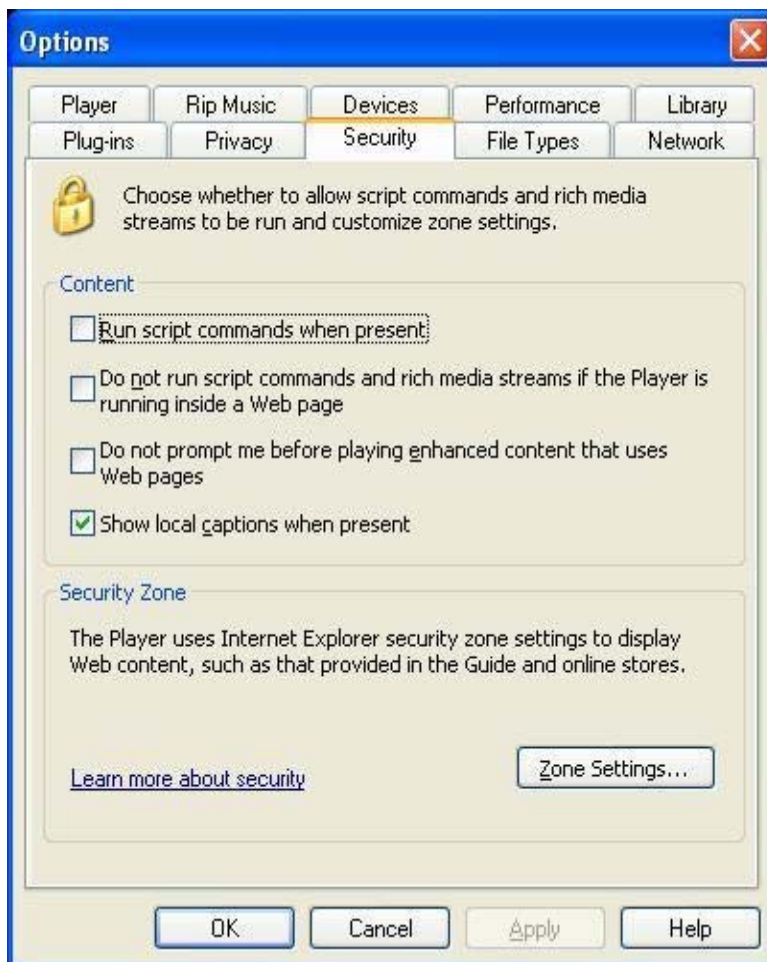 Options
Player Rip Music Devices Performance Library
Plug-ins Privacy Security File Types Network
Choose whether to allow script commands and rich media
streams to be run and customize zone settings.
Content
Run script commands when present
Do not run script commands and rich media streams if the Player is
running inside a Web page
Do not prompt me before playing enhanced content that uses
Web pages
Show local captions when present
Security Zone
The Player uses Internet Explorer security zone settings to display
Web content, such as that provided in the Guide and online stores.
Learn more about security
Zone Settings...
OK Cancel Apply Help